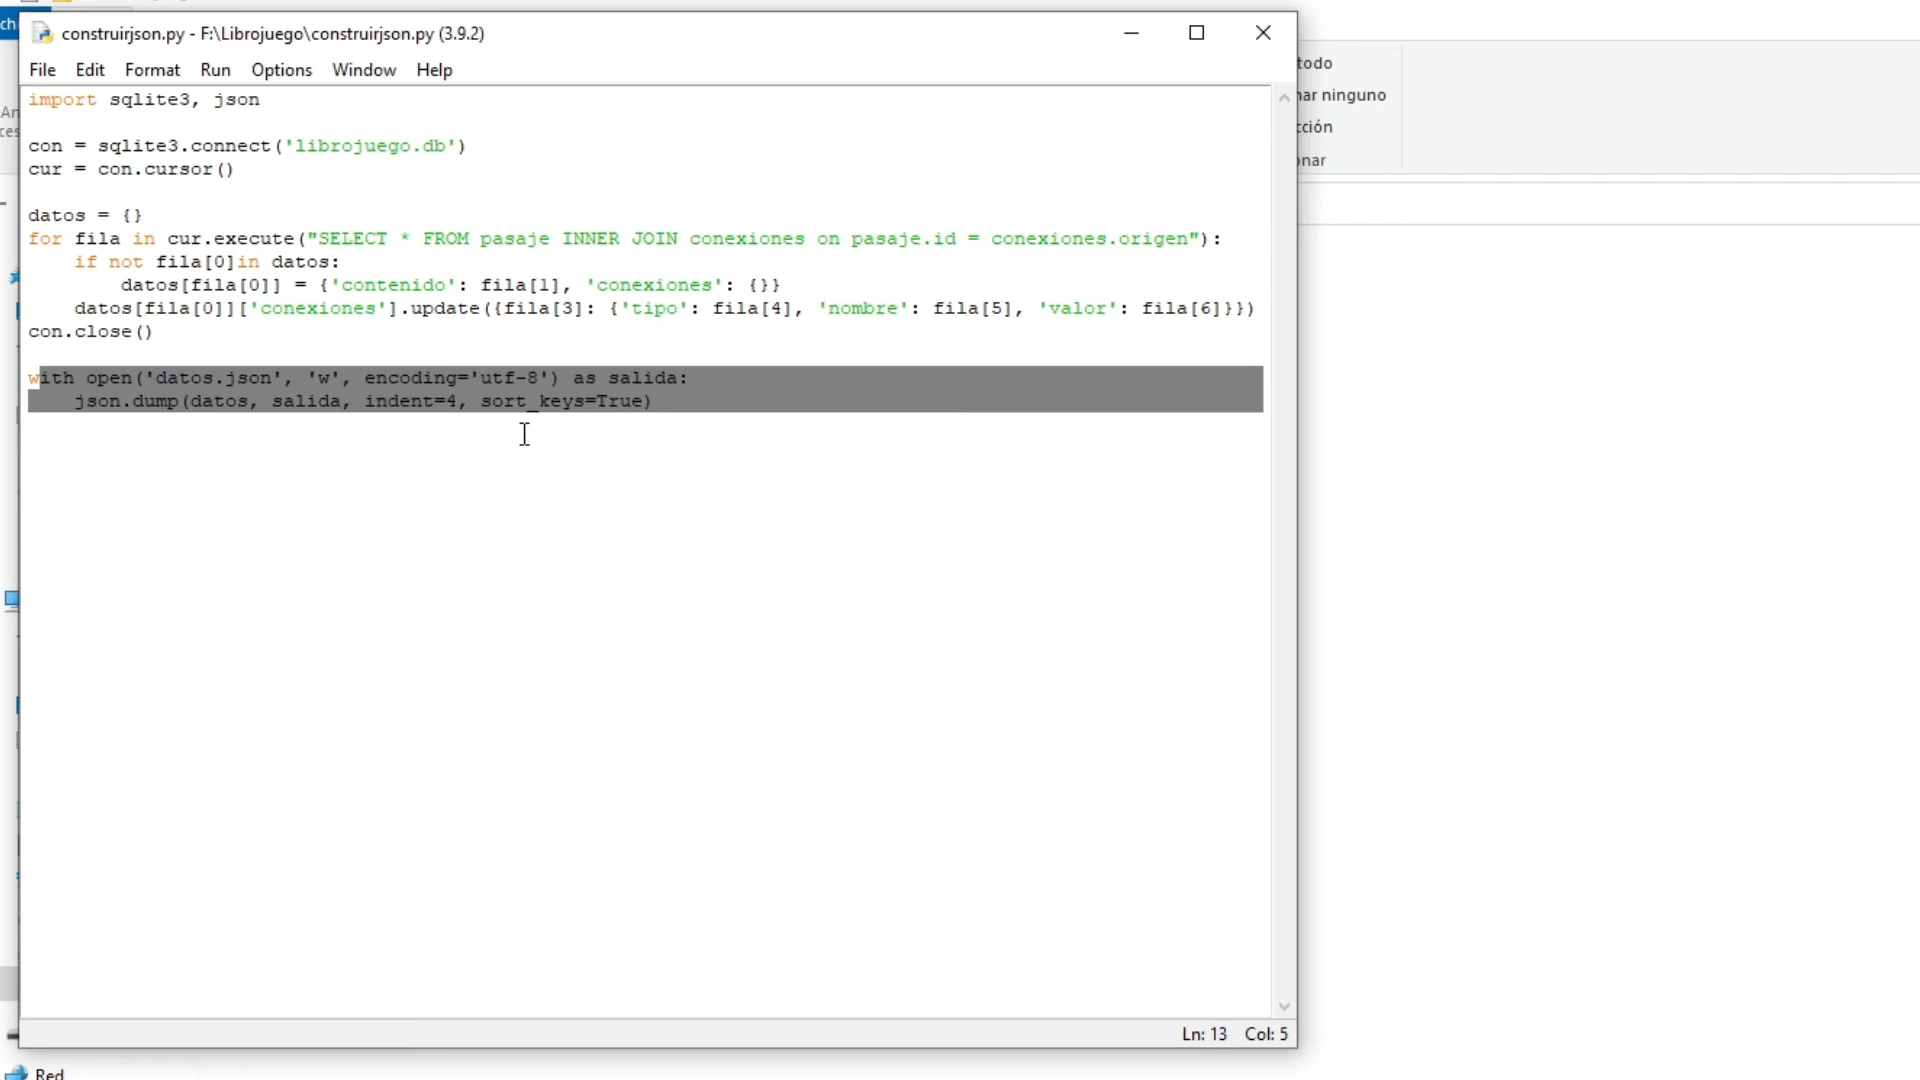 construirjson.py - F:\Librojuego\construirjson.py (3.9.2)
File Edit Format Run Options Window Help
import sqlite3, json
con = sqlite3.connect('librojuego.db')
cur = con.cursor()
datos = {}
for fila in cur.execute("SELECT * FROM pasaje INNER JOIN conexiones on pasaje.id = conexiones.origen"):
    if not fila[0]in datos:
        datos[fila[0]] = {'contenido': fila[1], 'conexiones': {}}
    datos[fila[0]]['conexiones'].update({fila[3]: {'tipo': fila[4], 'nombre': fila[5], 'valor': fila[6]}})
con.close()
with open('datos.json', 'w', encoding='utf-8') as salida:
    json.dump(datos, salida, indent=4, sort_keys=True)
Ln: 13 Col: 5
todo
nar ninguno
cción
onar
Red